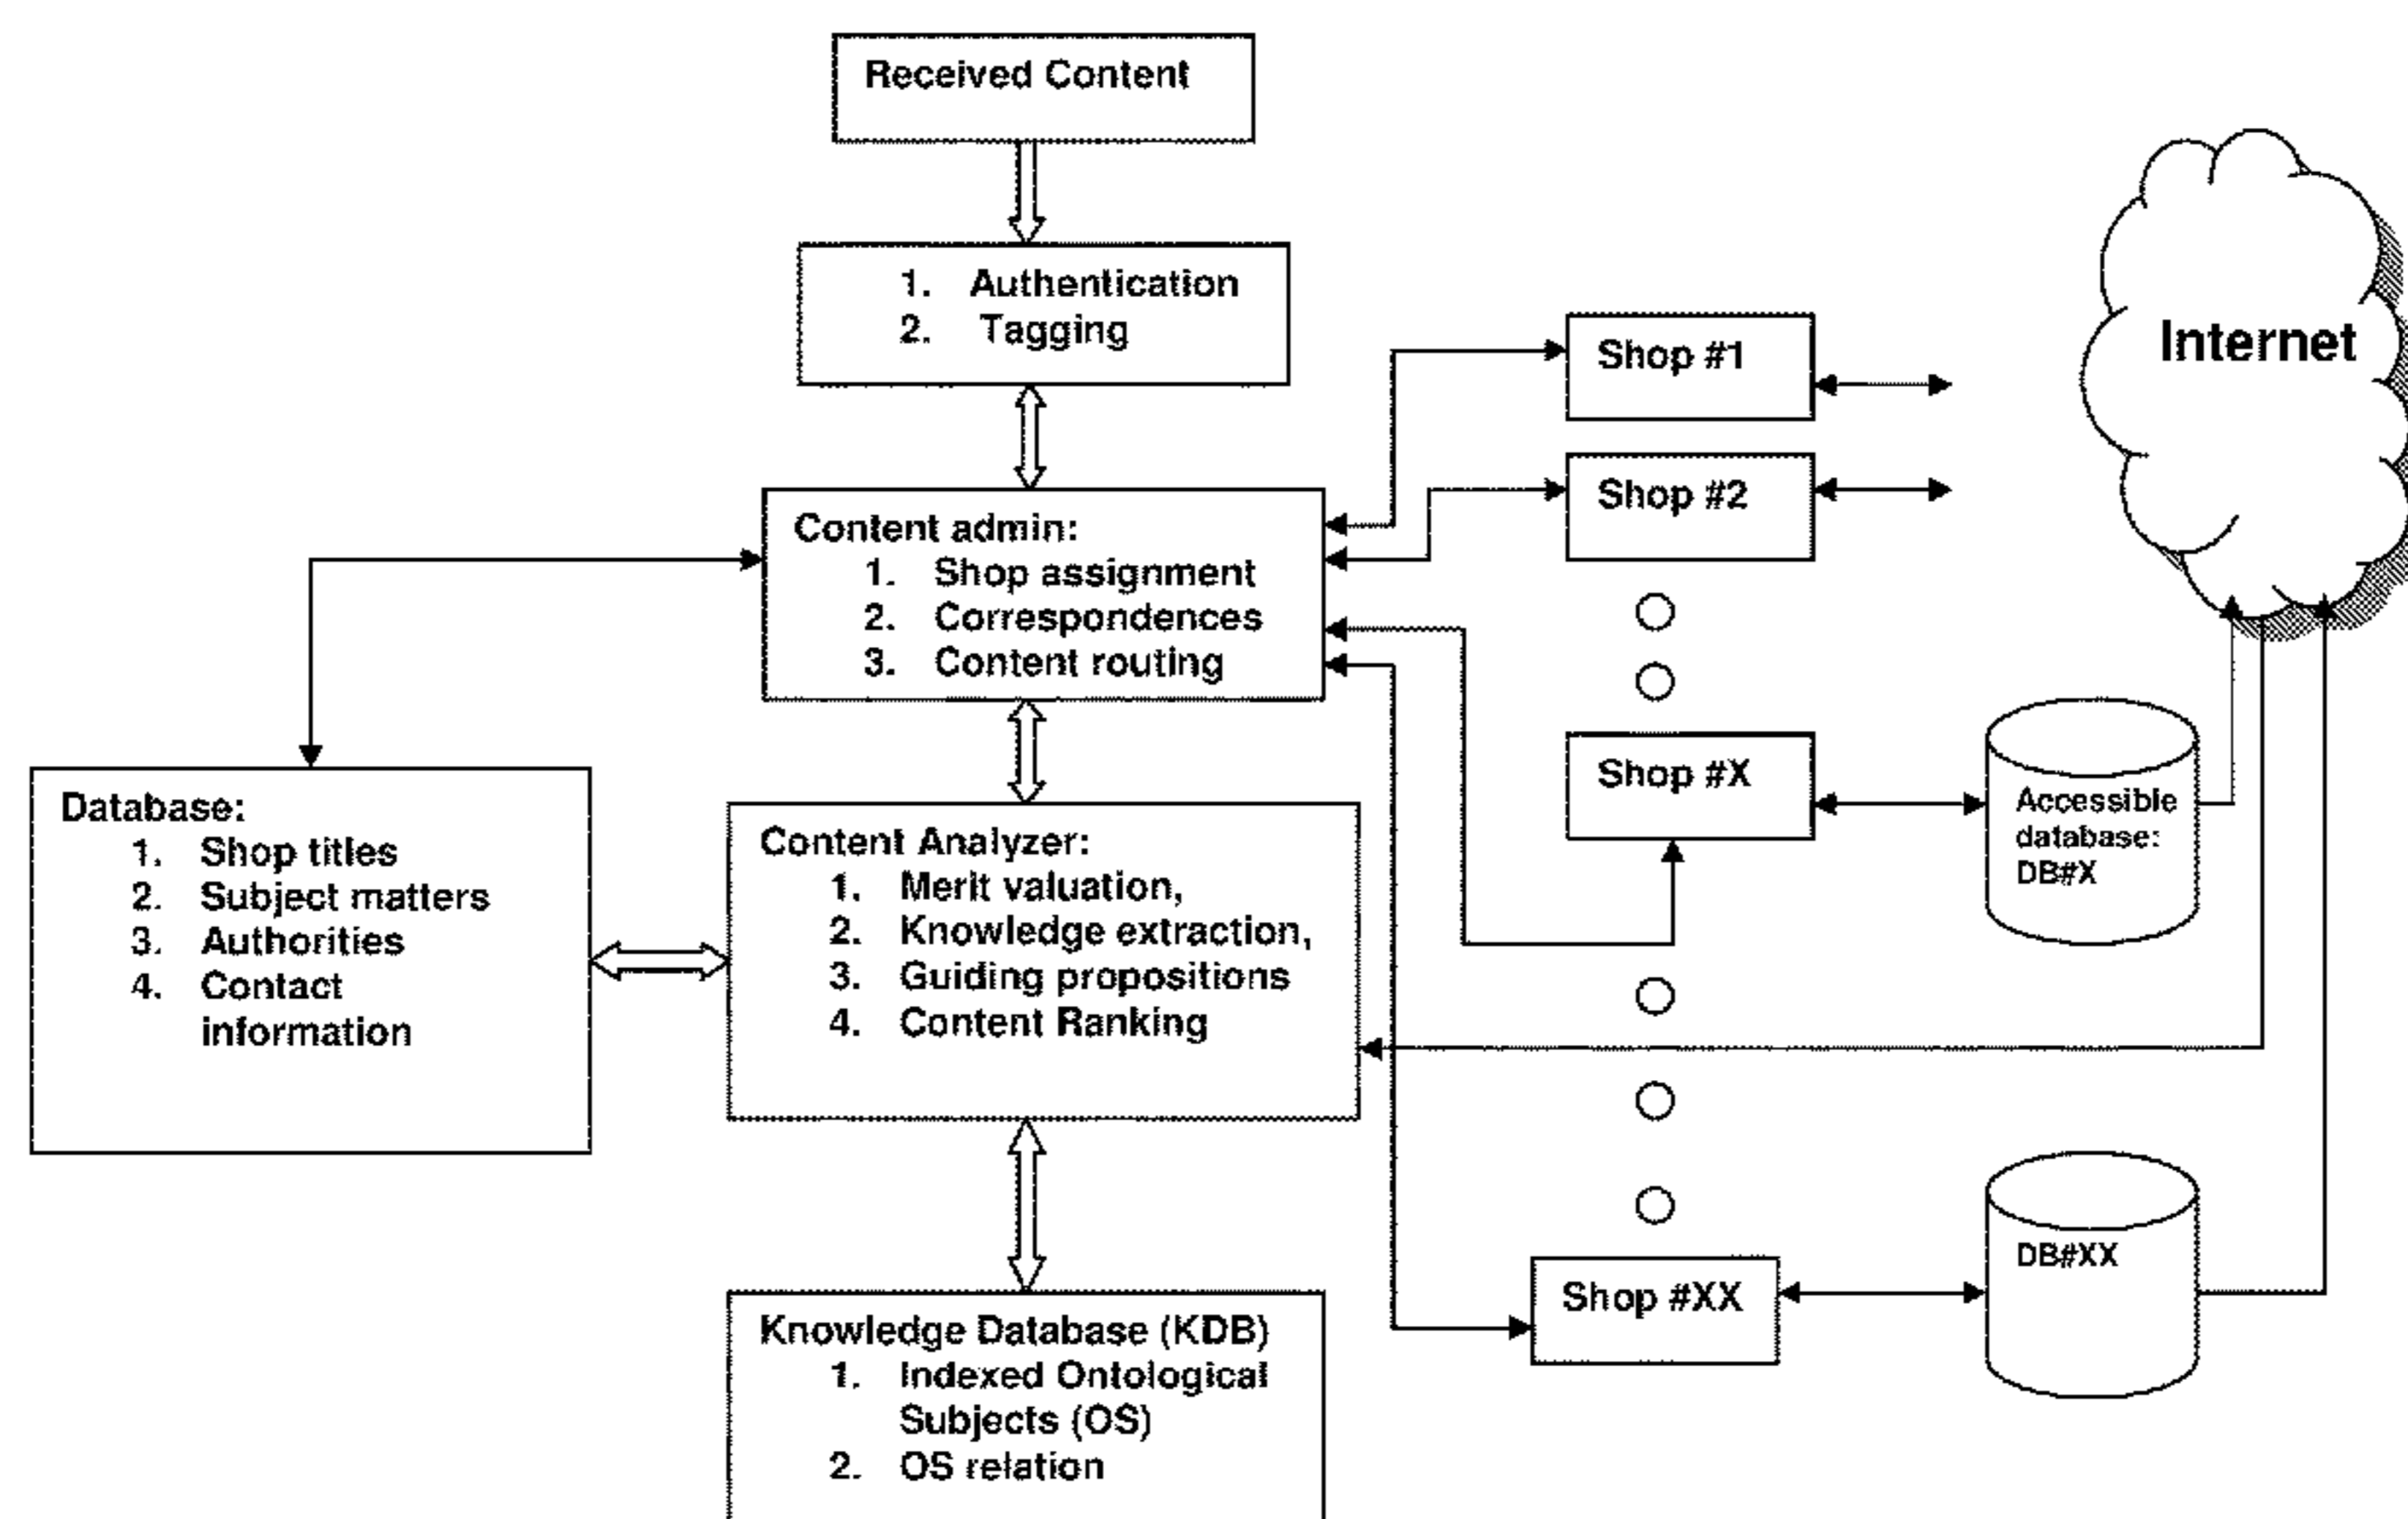 Received Content
1. Authentication
2. Tagging
Content admin:
1. Shop assignment
2. Correspondences
3. Content routing
Database:
1. Shop titles
2. Subject matters
3. Authorities
4. Contact
information
Content Analyzer:
1. Merit valuation,
2. Knowledge extraction,
3. Guiding propositions
4. Content Ranking
Knowledge Database (KDB)
1. Indexed Ontological
Subjects (OS)
2. OS relation
Shop #1
Shop #2
Shop #X
Shop #XX
Internet
Accessible
database:
DB#X
DB#XX